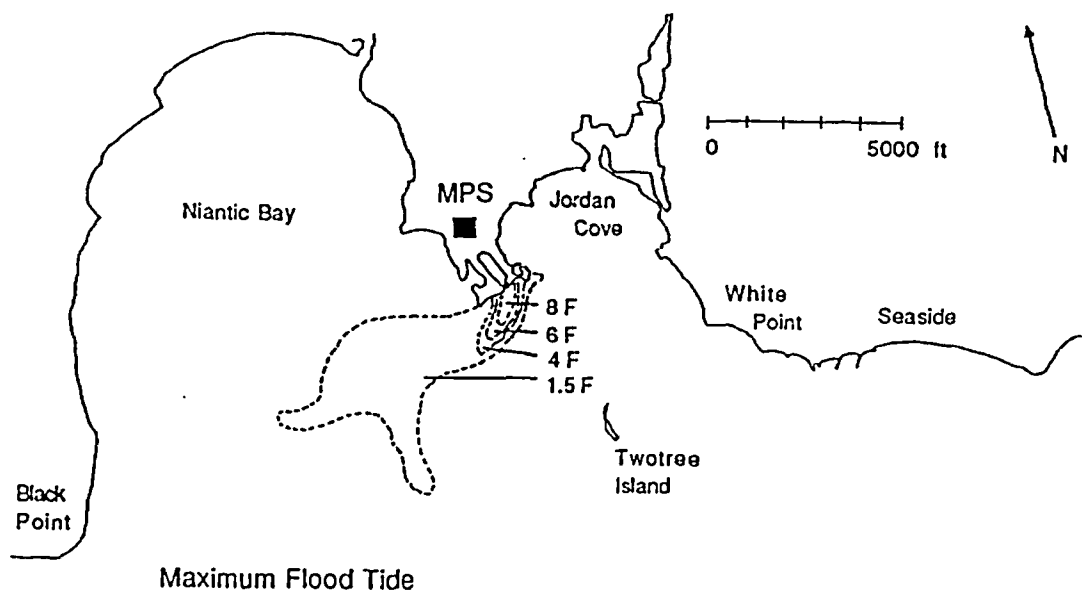 MPS
Niantic Bay
Jordan
Cove
0
5000 ft
N
White
Point
Seaside
8 F
6 F
4 F
1.5 F
Twotree
Island
Black
Point
Maximum Flood Tide